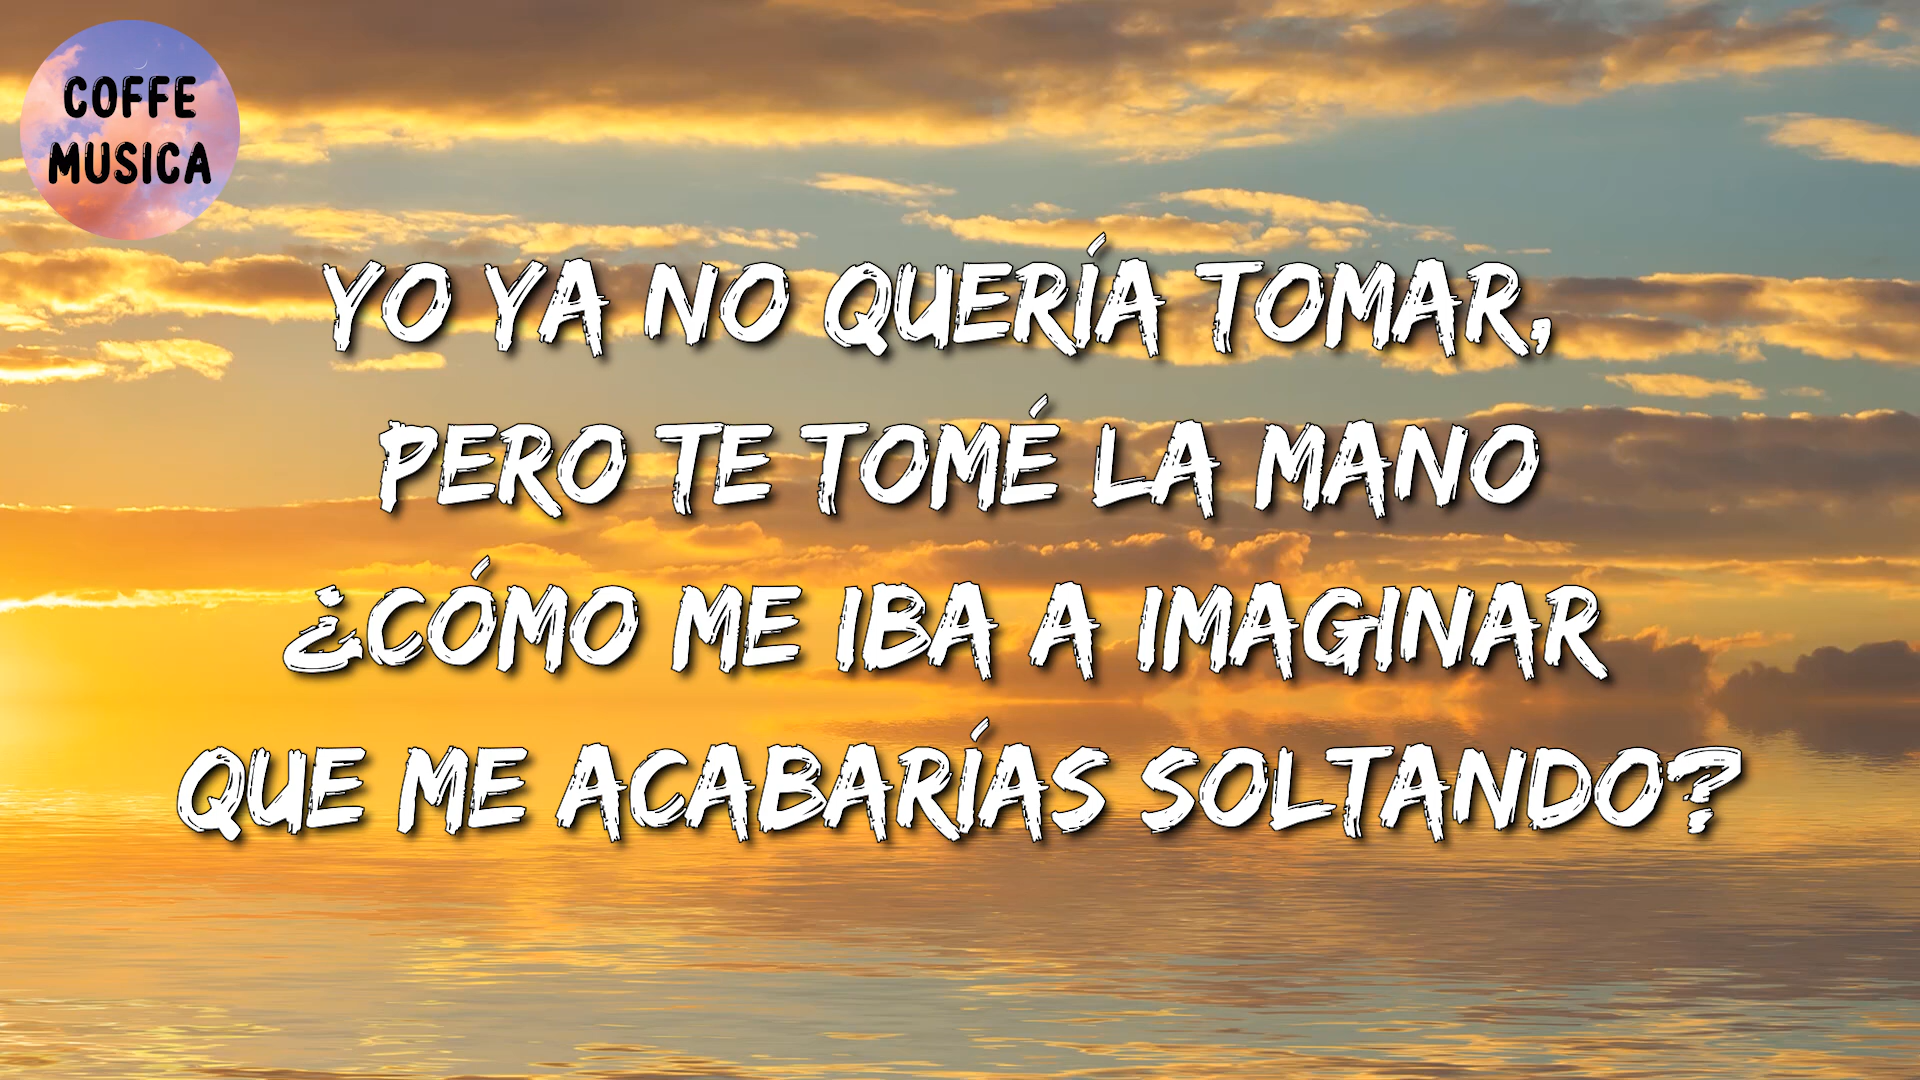 COFFE
MUSICA
YO YA NO QUERÍA TOMAR,
PERO TE TOMÉ LA MANO
¿CÓMO ME IBA A IMAGINAR
QUE ME ACABARÍAS SOLTANDO?